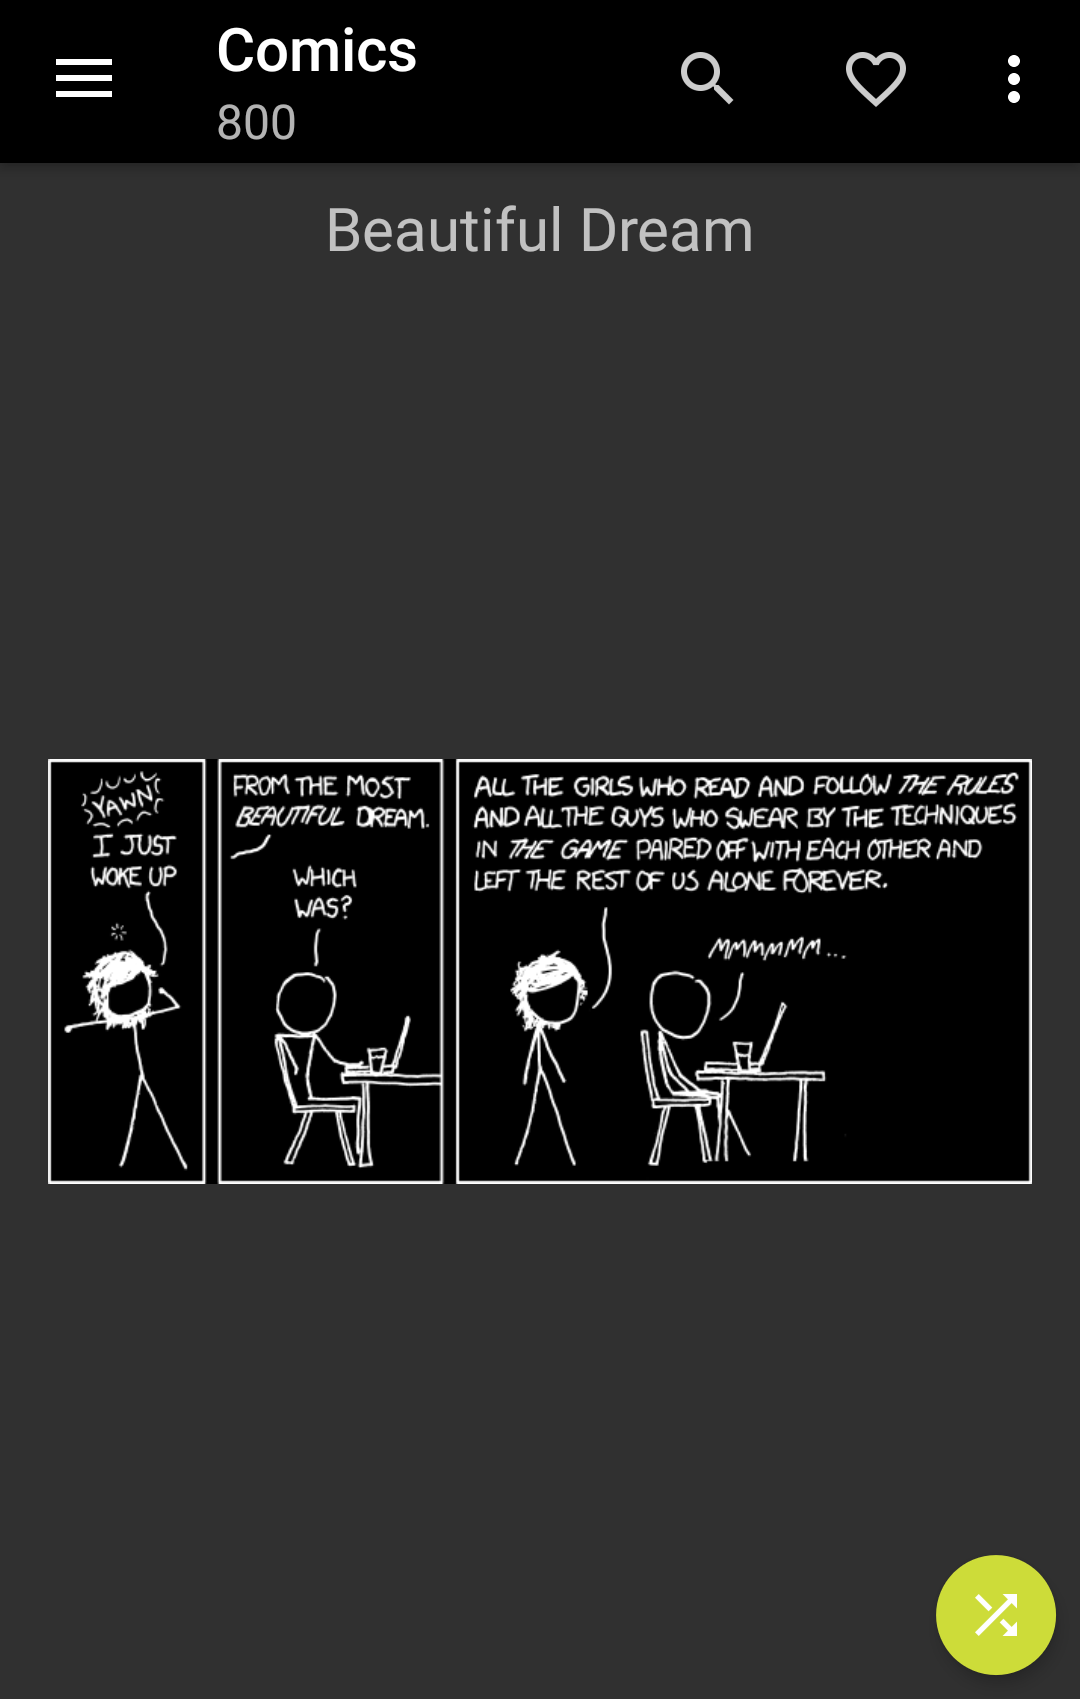 Comics
800
Beautiful Dream
YAWN
I JUST
WOKE UP
FROM THE MOST
BEAUTIFUL DREAM.
WHICH
WAS?
ALL THE GIRLS WHO READ AND FOLLOW THE RULES
AND ALL THE GUYS WHO SWEAR BY THE TECHNIQUES
IN THE GAME PAIRED OFF WITH EACH OTHER AND
LEFT THE REST OF US ALONE FOREVER.
MMMMMM...